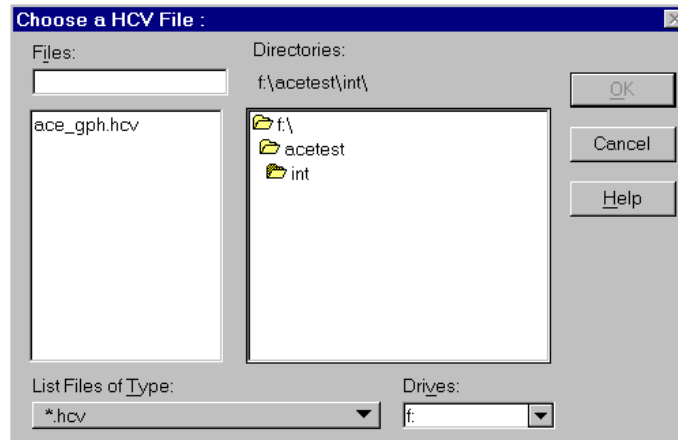 Choose a HCV File :
Files:
Directories:
f:\acetest\int\
OK
ace_gph.hcv
f:\
acetest
int
Cancel
Help
List Files of Type:
Drives:
*.hcv
f: